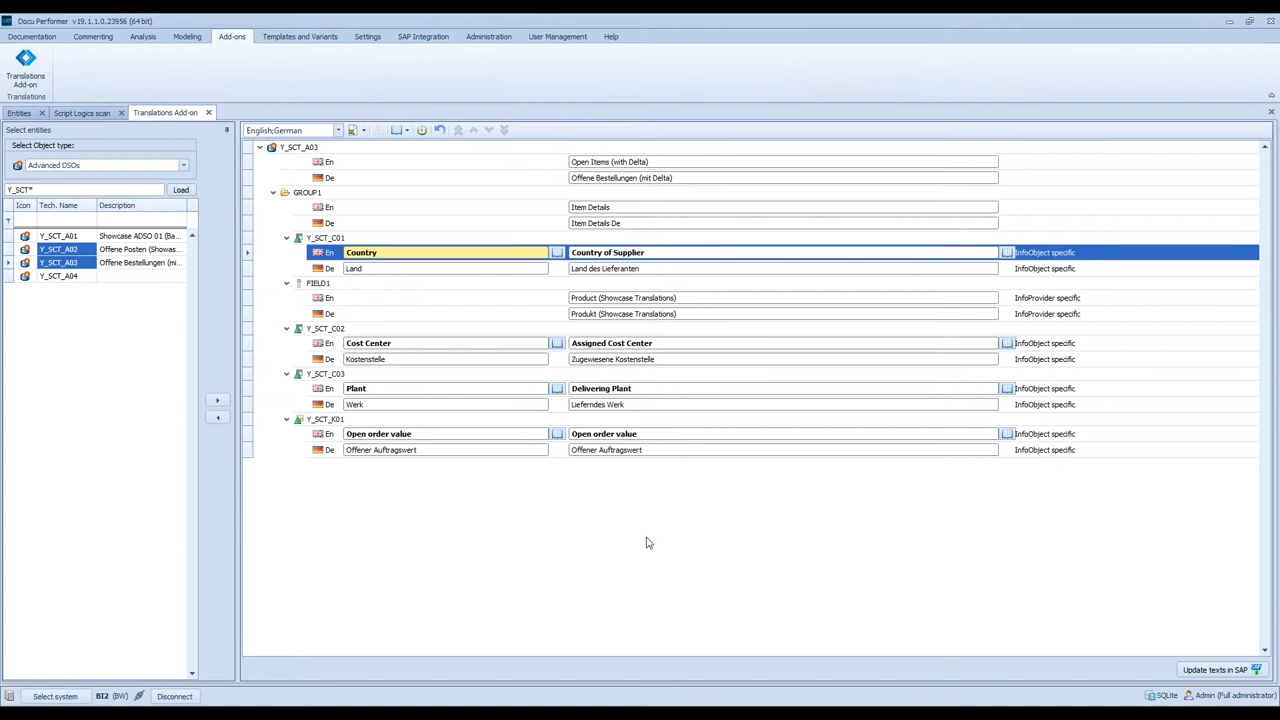 Docu Performer v19.1.1.0.23956 (64 bit)
Documentation Commenting Analysis Modeling Add-ons Templates and Variants Settings SAP Integration Administration User Management Help
Translations
Add-on
Translations
Entities Script Logics scan Translations Add-on
Select entities
Select Object type:
Advanced DSOs
Y_SCT* Load
Icon Tech. Name Description
Y_SCT_A01 Showcase ADSO 01 (Ba...
Y_SCT_A02 Offene Posten (Showas...
Y_SCT_A03 Offene Bestellungen (mi...
Y_SCT_A04
English;German
Y_SCT_A03
En Open Items (with Delta)
De Offene Bestellungen (mit Delta)
GROUP1
En Item Details
De Item Details De
Y_SCT_C01
En Country Country of Supplier InfoObject specific
De Land Land des Lieferanten InfoObject specific
FIELD1
En Product (Showcase Translations) InfoProvider specific
De Produkt (Showcase Translations) InfoProvider specific
Y_SCT_C02
En Cost Center Assigned Cost Center InfoObject specific
De Kostenstelle Zugewiesene Kostenstelle InfoObject specific
Y_SCT_C03
En Plant Delivering Plant InfoObject specific
De Werk Lieferndes Werk InfoObject specific
Y_SCT_K01
En Open order value Open order value InfoObject specific
De Offener Auftragswert Offener Auftragswert InfoObject specific
Update texts in SAP
Select system BI2 (BW) Disconnect SQLite Admin (Full administrator)